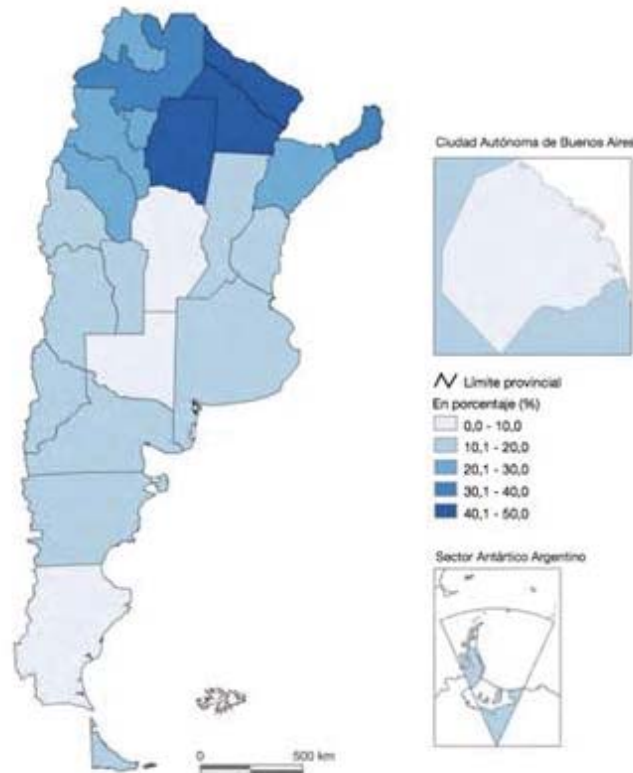 Ciudad Autónoma de Buenos Aires
Límite provincial
En porcentaje (%)
0,0 - 10,0
10,1 - 20,0
20,1 - 30,0
30,1 - 40,0
40,1 - 50,0
Sector Antártico Argentino
0 500 km